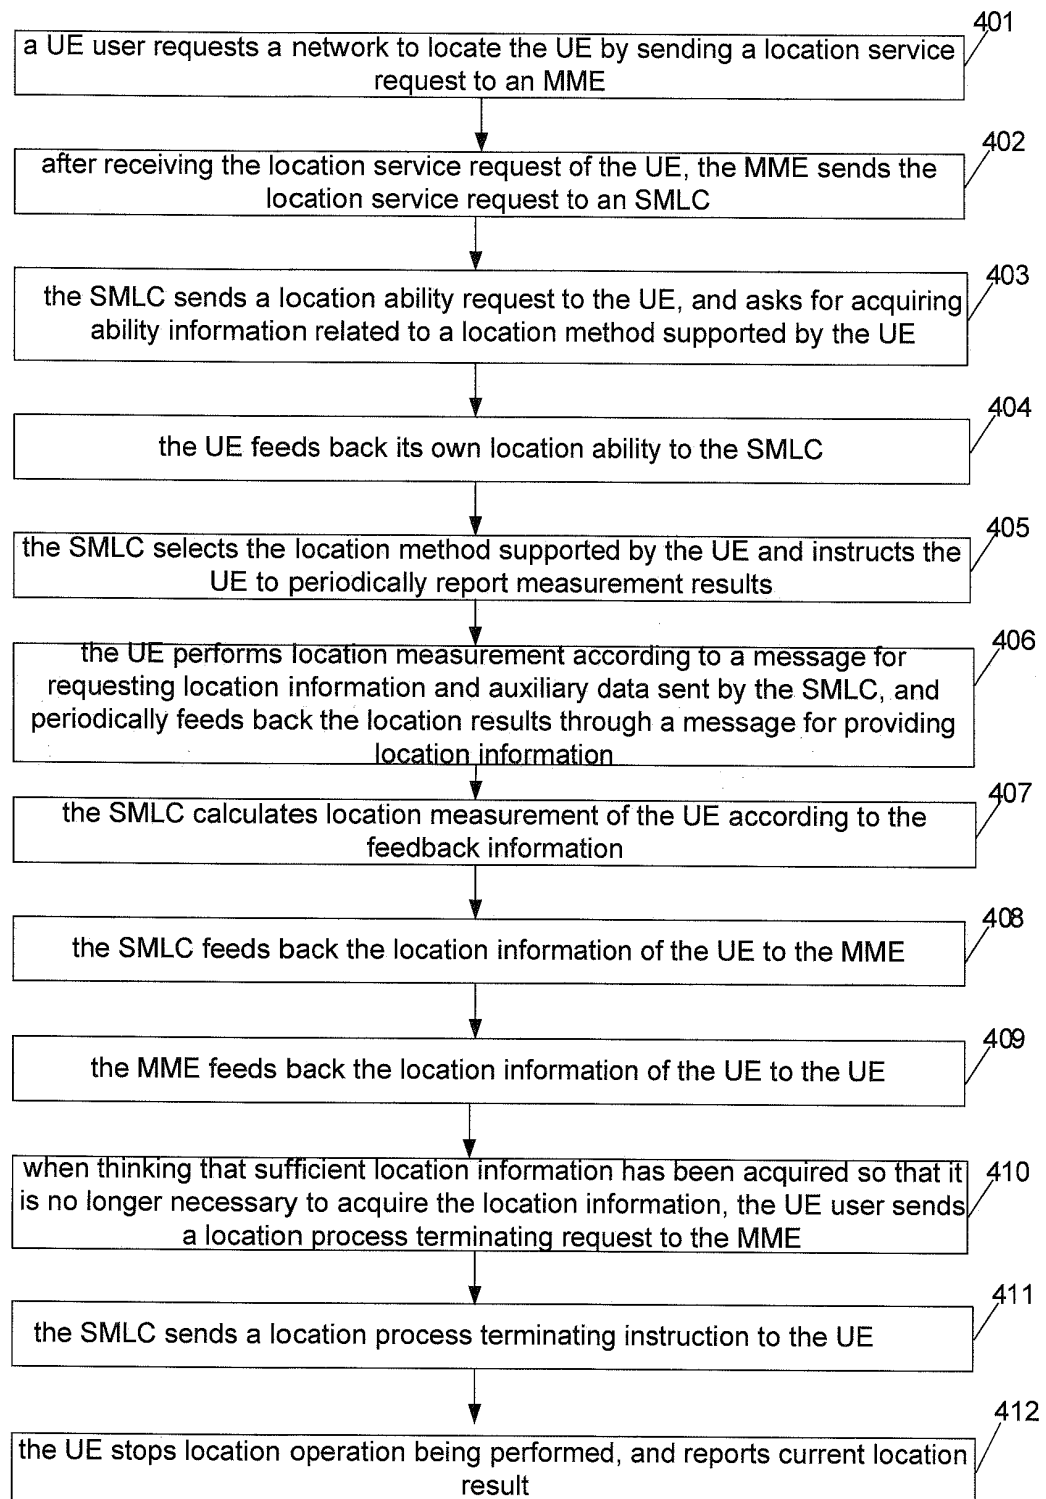 401
a UE user requests a network to locate the UE by sending a location service
request to an MME
402
after receiving the location service request of the UE, the MME sends the
location service request to an SMLC
403
the SMLC sends a location ability request to the UE, and asks for acquiring
ability information related to a location method supported by the UE
404
the UE feeds back its own location ability to the SMLC
405
the SMLC selects the location method supported by the UE and instructs the
UE to periodically report measurement results
406
the UE performs location measurement according to a message for
requesting location information and auxiliary data sent by the SMLC, and
periodically feeds back the location results through a message for providing
location information
407
the SMLC calculates location measurement of the UE according to the
feedback information
408
the SMLC feeds back the location information of the UE to the MME
409
the MME feeds back the location information of the UE to the UE
410
when thinking that sufficient location information has been acquired so that it
is no longer necessary to acquire the location information, the UE user sends
a location process terminating request to the MME
411
the SMLC sends a location process terminating instruction to the UE
412
the UE stops location operation being performed, and reports current location
result